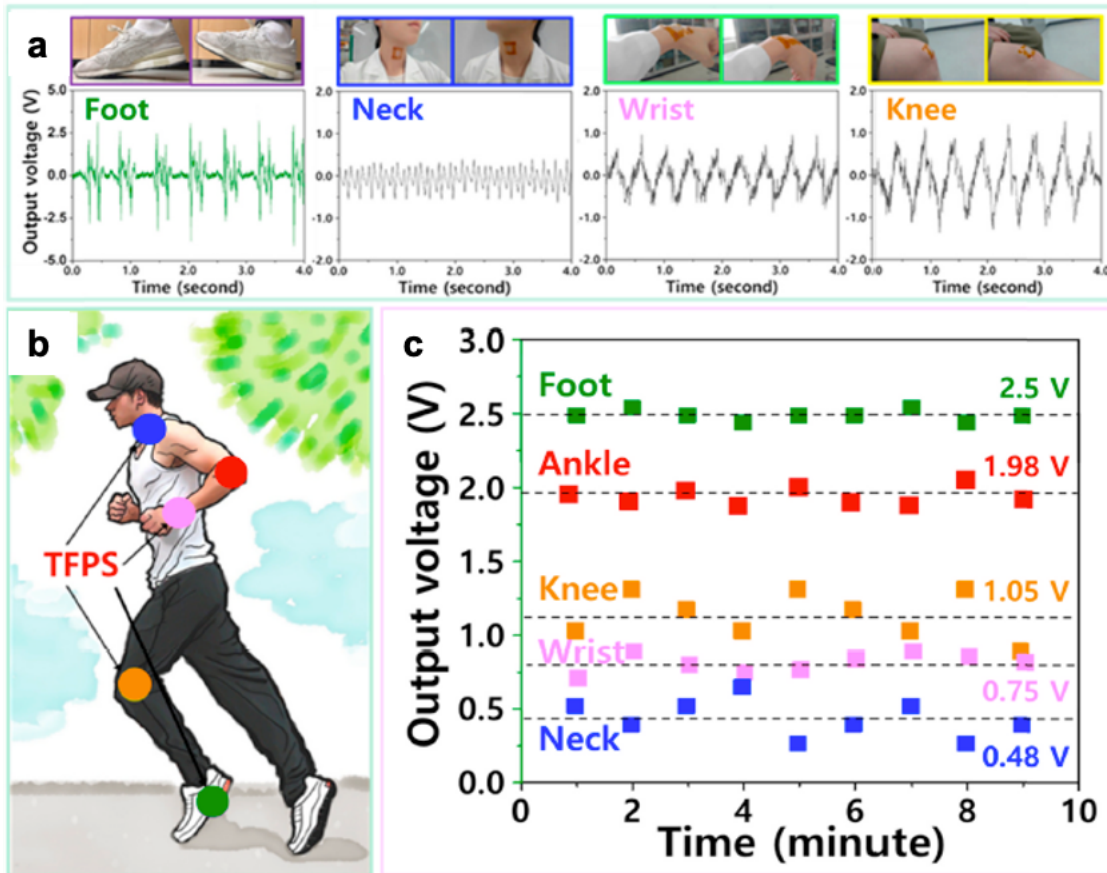 a
Foot
Neck
Wrist
Knee
Output voltage (V)
5.0
2.5
0.0
-2.5
-5.0
0.0 1.0 2.0 3.0 4.0
Time (second)
2.0
1.0
0.0
-1.0
-2.0
0.0 1.0 2.0 3.0 4.0
Time (second)
2.0
1.0
0.0
-1.0
-2.0
0.0 1.0 2.0 3.0 4.0
Time (second)
2.0
1.0
0.0
-1.0
-2.0
0.0 1.0 2.0 3.0 4.0
Time (second)
b
TFPS
c
Output voltage (V)
3.0
2.5
2.0
1.5
1.0
0.5
0.0
Foot 2.5 V
Ankle 1.98 V
Knee 1.05 V
Wrist 0.75 V
Neck 0.48 V
0 2 4 6 8 10
Time (minute)